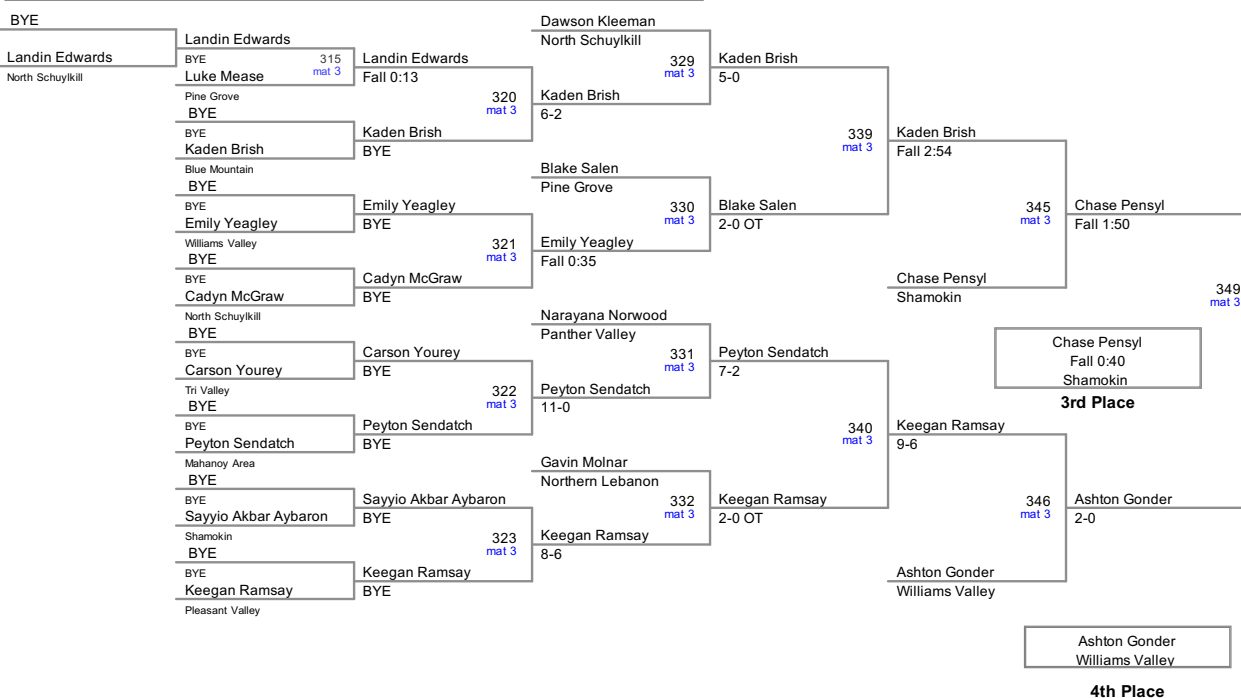 BYE
Landin Edwards
North Schuylkill
Landin Edwards
BYE
315
mat 3
Luke Mease
Pine Grove
BYE
BYE
Kaden Brish
Blue Mountain
BYE
BYE
Emily Yeagley
Williams Valley
BYE
BYE
Cadyn McGraw
North Schuylkill
BYE
BYE
Carson Yourey
Tri Valley
BYE
BYE
Peyton Sendatch
Mahanoy Area
BYE
BYE
Sayyio Akbar Aybaron
Shamokin
BYE
BYE
Keegan Ramsay
Pleasant Valley
Landin Edwards
Fall 0:13
320
mat 3
Kaden Brish
BYE
Emily Yeagley
BYE
321
mat 3
Cadyn McGraw
BYE
Carson Yourey
BYE
322
mat 3
Peyton Sendatch
BYE
Sayyio Akbar Aybaron
BYE
323
mat 3
Keegan Ramsay
BYE
Dawson Kleeman
North Schuylkill
329
mat 3
Kaden Brish
6-2
Blake Salen
Pine Grove
330
mat 3
Emily Yeagley
Fall 0:35
Narayana Norwood
Panther Valley
331
mat 3
Peyton Sendatch
11-0
Gavin Molnar
Northern Lebanon
332
mat 3
Keegan Ramsay
8-6
Kaden Brish
5-0
339
mat 3
Blake Salen
2-0 OT
Peyton Sendatch
7-2
340
mat 3
Keegan Ramsay
2-0 OT
Kaden Brish
Fall 2:54
345
mat 3
Chase Pensyl
Shamokin
Keegan Ramsay
9-6
346
mat 3
Ashton Gonder
Williams Valley
Chase Pensyl
Fall 1:50
349
mat 3
Ashton Gonder
2-0
Chase Pensyl
Fall 0:40
Shamokin
3rd Place
Ashton Gonder
Williams Valley
4th Place